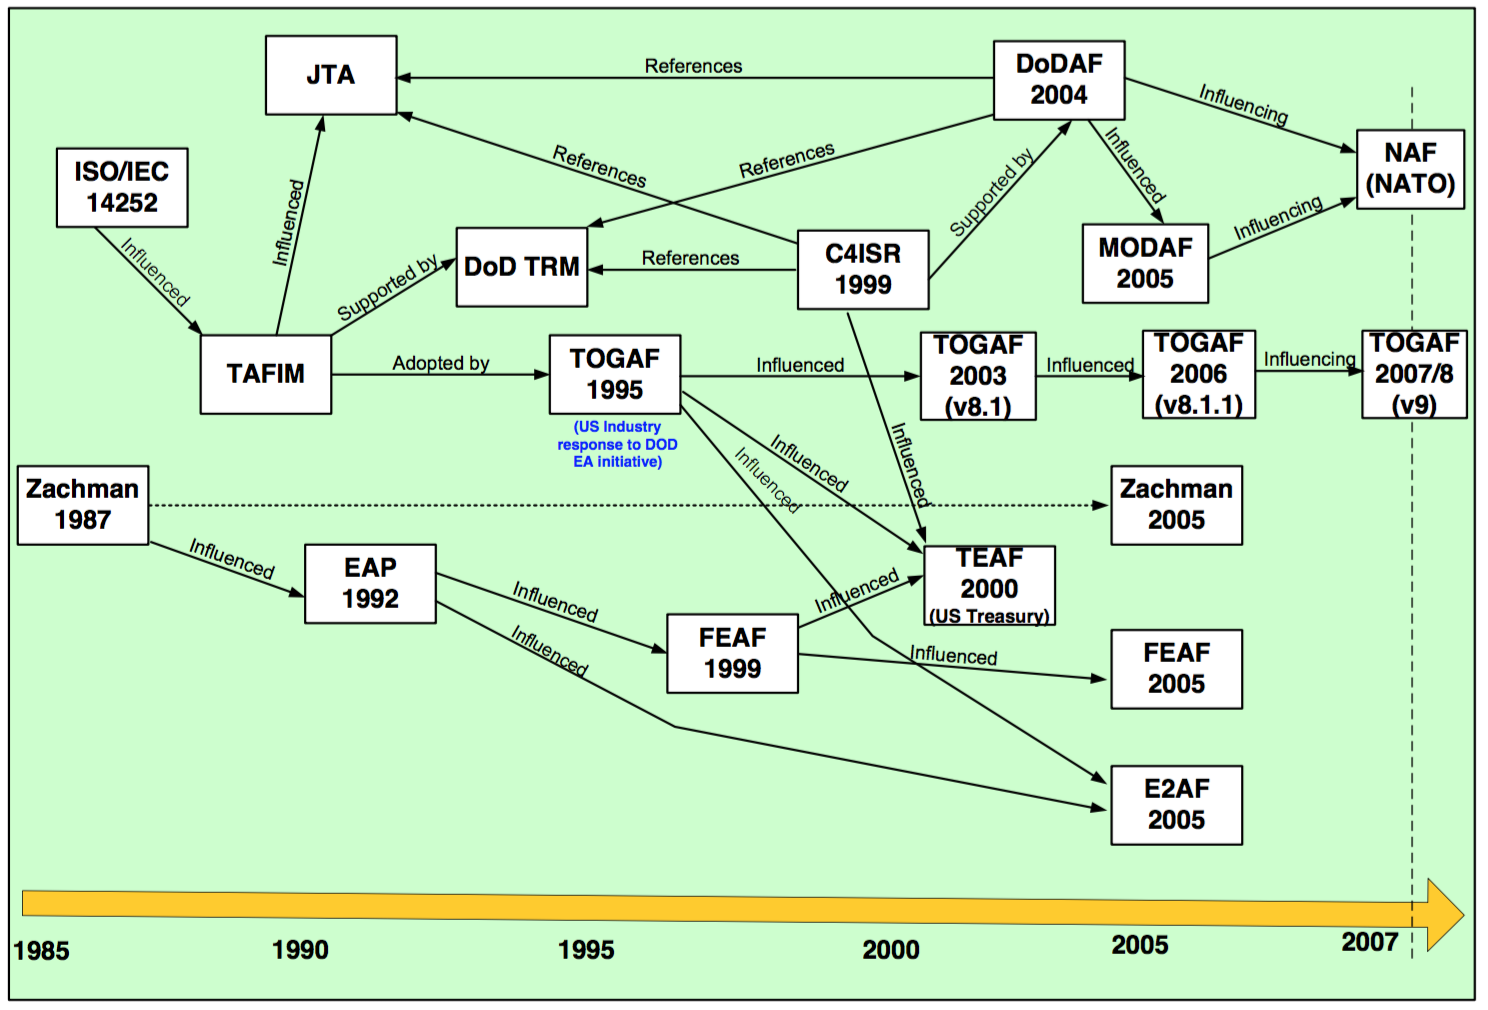 JTA
References
DoDAF
2004
Influencing
NAF
(NATO)
ISO/IEC
14252
References
References
Influenced
Supported by
Influenced
Influenced
MODAF
2005
Influencing
DoD TRM
References
C4ISR
1999
Influenced
Supported by
TAFIM
Adopted by
TOGAF
1995
(US Industry
response to DOD
EA initiative)
Influenced
TOGAF
2003
(v8.1)
Influenced
TOGAF
2006
(v8.1.1)
Influencing
TOGAF
2007/8
(v9)
Influenced
Influenced
Influenced
Zachman
1987
Zachman
2005
Influenced
EAP
1992
Influenced
Influenced
Influenced
TEAF
2000
(US Treasury)
FEAF
1999
Influenced
FEAF
2005
E2AF
2005
1985
1990
1995
2000
2005
2007